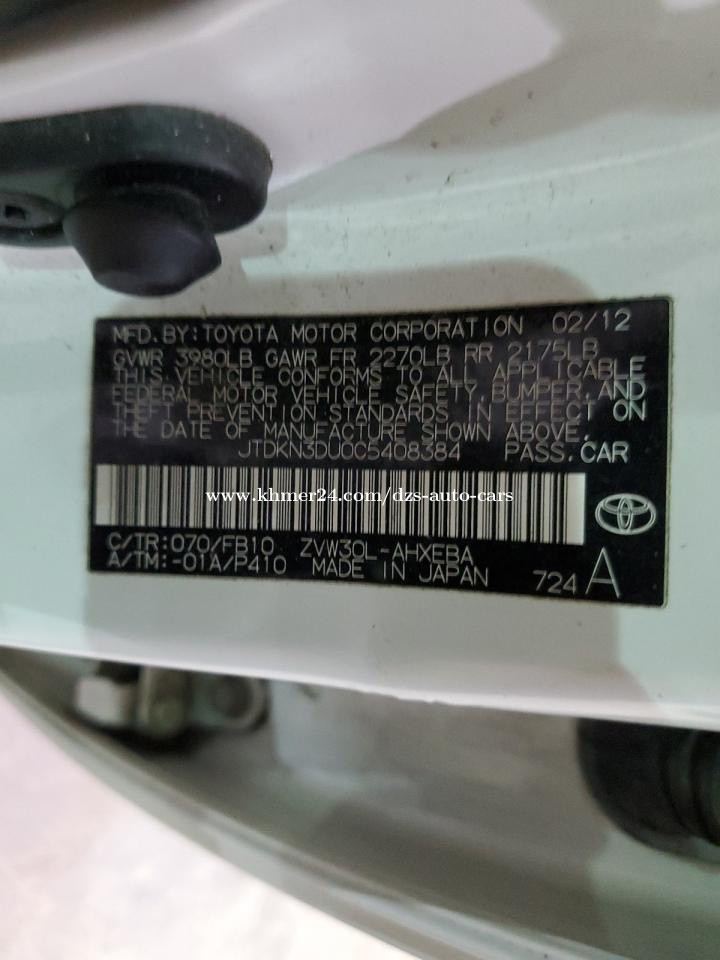 MFD.BY:TOYOTA MOTOR CORPORATION 02/12
GVWR 3980LB GAWR FR 2270LB RR 2175LB
THIS VEHICLE CONFORMS TO ALL APPLICABLE
FEDERAL MOTOR VEHICLE SAFETY, BUMPER, AND
THEFT PREVENTION STANDARDS IN EFFECT ON
THE DATE OF MANUFACTURE SHOWN ABOVE.
JTDKN3DU0C5408384 PASS.CAR
www.khmer24.com/dzs-auto-cars
C/TR:070/FB10 ZVW30L-AHXEBA
A/TM:-01A/P410 MADE IN JAPAN 724 A